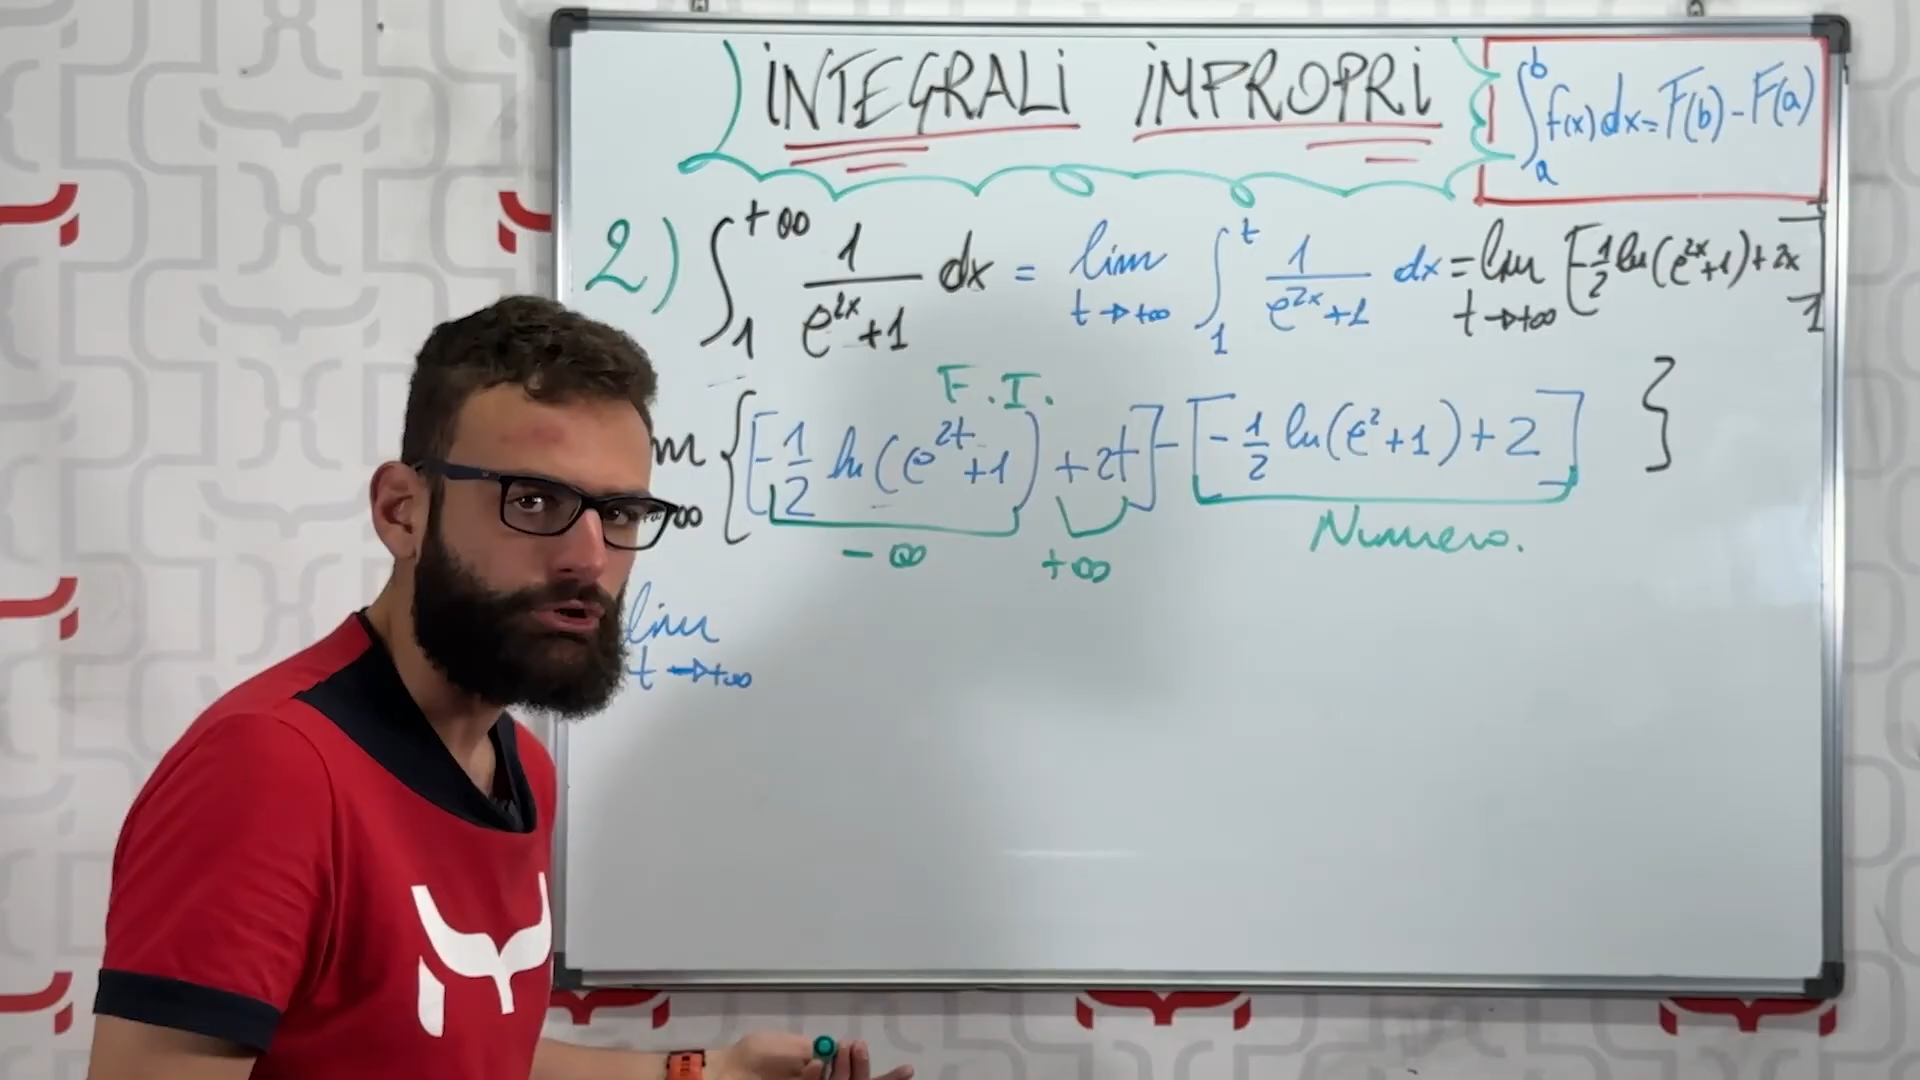 INTEGRALI IMPROPRI
∫_a^b f(x) dx = F(b) - F(a)
2) ∫_1^{+∞} 1/(e^{2x}+1) dx = lim_{t→+∞} ∫_1^t 1/(e^{2x}+1) dx = lim_{t→+∞} [-1/2 ln(e^{2x}+1) + 2x]_1
F.I.
{[-1/2 ln(e^{2t}+1) + 2t] - [-1/2 ln(e^2+1) + 2]}
-∞ +∞ Numero.
lim_{t→+∞}